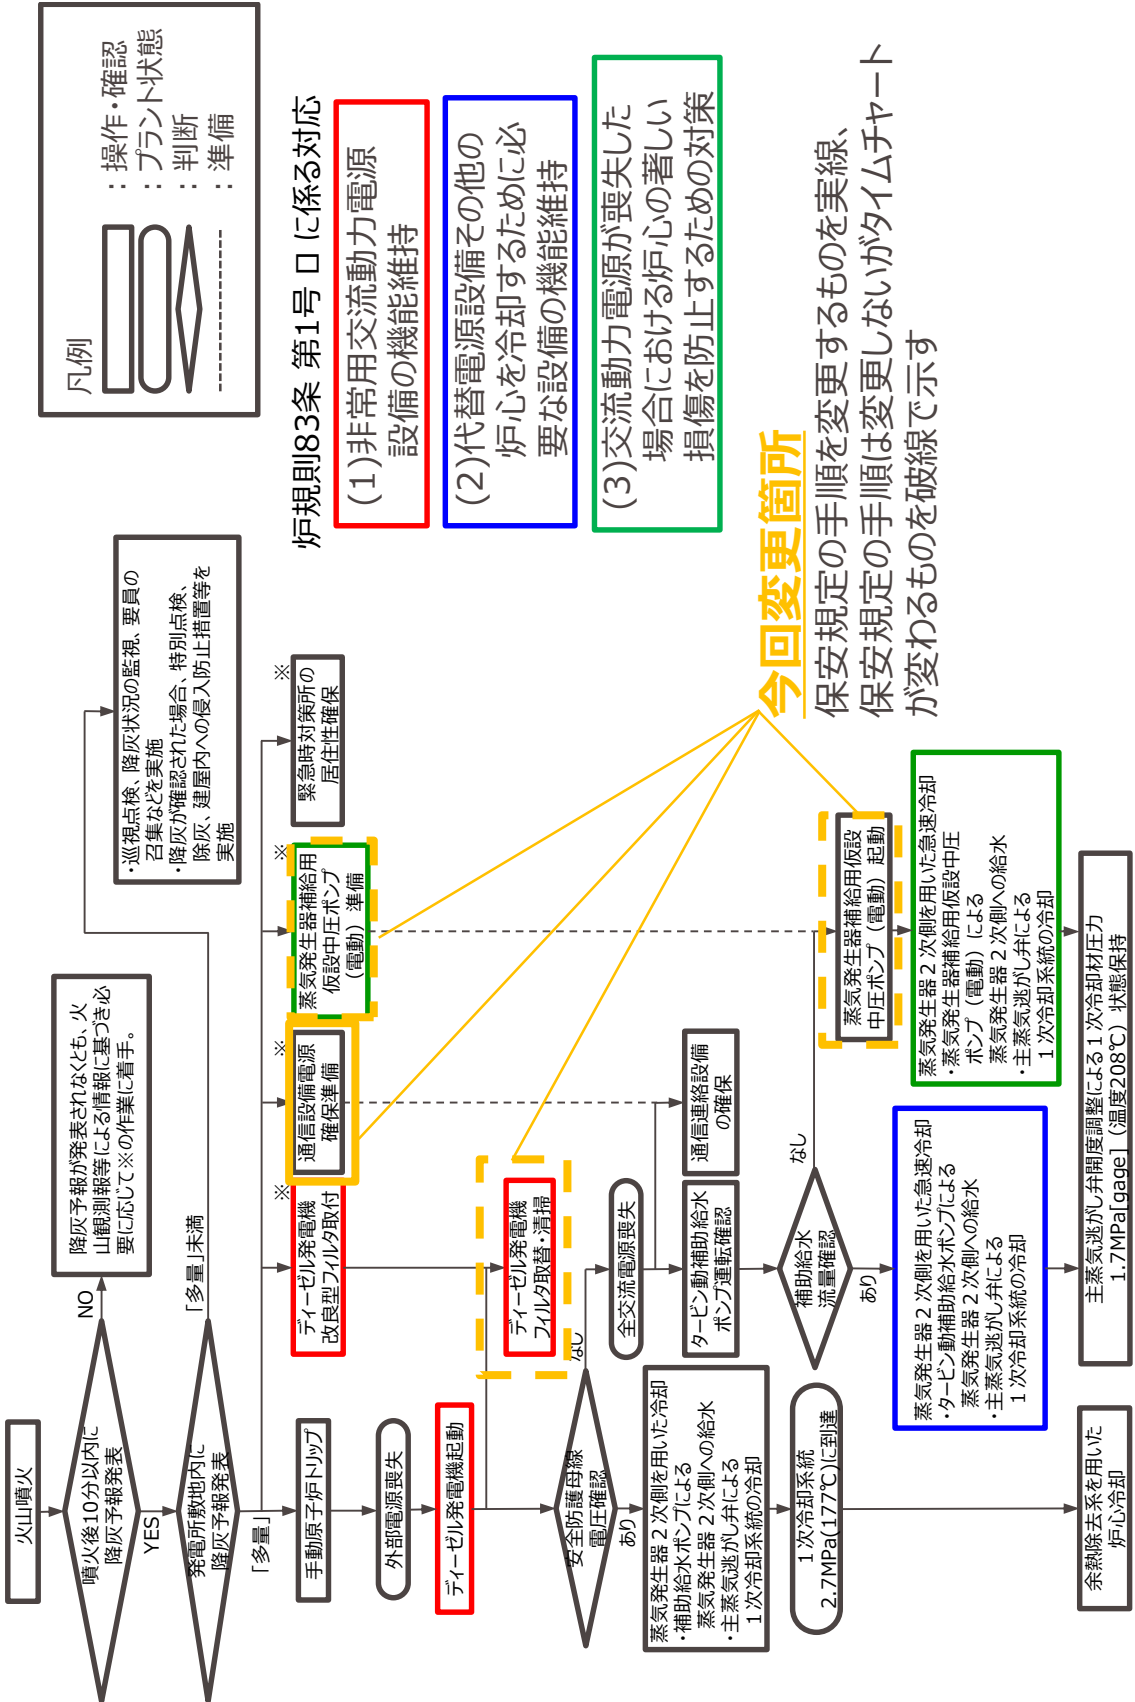 火山噴火
噴火後10分以内に
降灰予報発表
NO
YES
降灰予報が発表されなくとも、火
山観測報等による情報に基づき必
要に応じて※の作業に着手。
発電所敷地内に
降灰予報発表
「多量」未満
「多量」
・巡視点検、降灰状況の監視、要員の
召集などを実施
・降灰が確認された場合、特別点検、
除灰、建屋内への侵入防止措置等を
実施
手動原子炉トリップ
※
ディーゼル発電機
改良型フィルタ取付
※
通信設備電源
確保準備
※
蒸気発生器補給用
仮設中圧ポンプ
（電動）準備
※
緊急時対策所の
居住性確保
外部電源喪失
ディーゼル発電機起動
ディーゼル発電機
フィルタ取替・清掃
安全防護母線
電圧確認
なし
あり
全交流電源喪失
蒸気発生器２次側を用いた冷却
・補助給水ポンプによる
蒸気発生器２次側への給水
・主蒸気逃がし弁による
１次冷却系統の冷却
タービン動補助給水
ポンプ運転確認
通信連絡設備
の確保
１次冷却系統
2.7MPa(177℃)に到達
補助給水
流量確認
なし
あり
蒸気発生器補給用仮設
中圧ポンプ（電動）起動
蒸気発生器２次側を用いた急速冷却
・タービン動補助給水ポンプによる
蒸気発生器２次側への給水
・主蒸気逃がし弁による
１次冷却系統の冷却
蒸気発生器２次側を用いた急速冷却
・蒸気発生器補給用仮設中圧
ポンプ（電動）による
蒸気発生器２次側への給水
・主蒸気逃がし弁による
１次冷却系統の冷却
余熱除去系を用いた
炉心冷却
主蒸気逃がし弁開度調整による１次冷却材圧力
1.7MPa[gage]（温度208℃）状態保持
凡例
：操作・確認
：プラント状態
：判断
：準備
炉規則83条 第1号 ロ に係る対応
(1)非常用交流動力電源
設備の機能維持
(2)代替電源設備その他の
炉心を冷却するために必
要な設備の機能維持
(3)交流動力電源が喪失した
場合における炉心の著しい
損傷を防止するための対策
今回変更箇所
保安規定の手順を変更するものを実線、
保安規定の手順は変更しないがタイムチャート
が変わるものを破線で示す